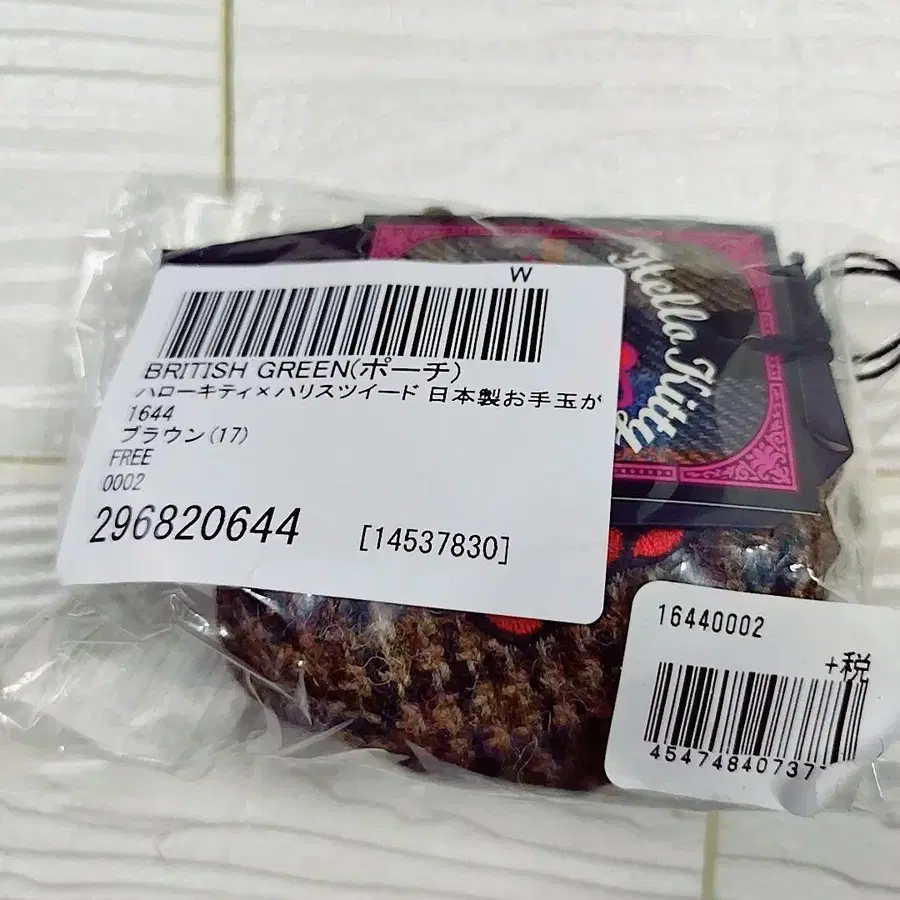 W
BRITISH GREEN(ポーチ)
ハローキティ×ハリスツイード 日本製お手玉が
1644
ブラウン(17)
FREE
0002
296820644 [14537830]
Hello Kitty
16440002
+税
45474840737